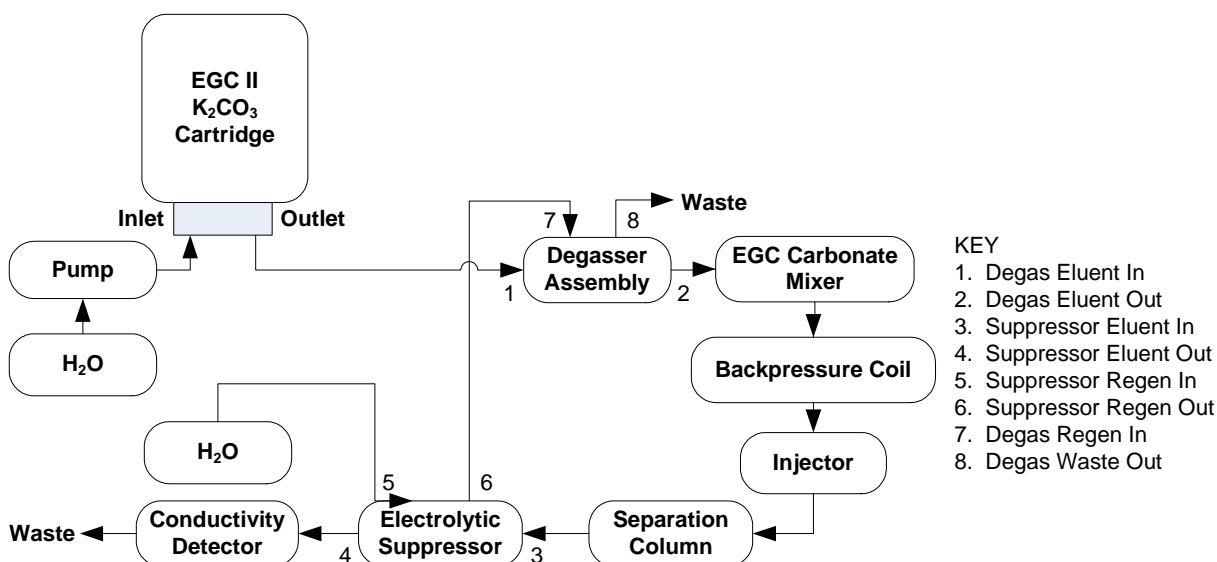 EGC II
K₂CO₃
Cartridge
Inlet
Outlet
Pump
H₂O
7
8
Waste
Degasser
Assembly
1
2
EGC Carbonate
Mixer
Backpressure Coil
Injector
Separation
Column
3
Electrolytic
Suppressor
5
6
H₂O
4
Conductivity
Detector
Waste
KEY
1. Degas Eluent In
2. Degas Eluent Out
3. Suppressor Eluent In
4. Suppressor Eluent Out
5. Suppressor Regen In
6. Suppressor Regen Out
7. Degas Regen In
8. Degas Waste Out